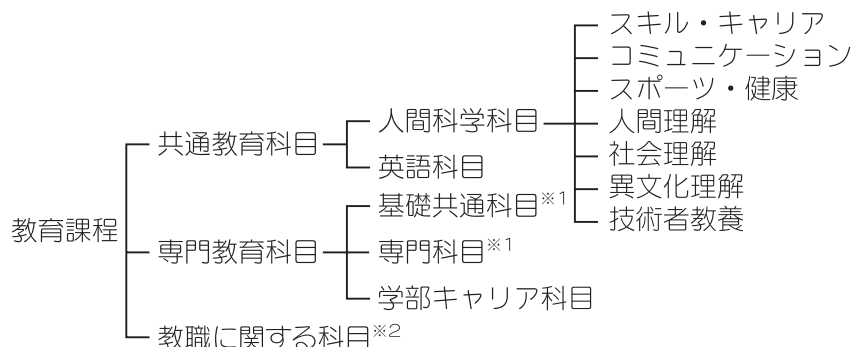 教育課程
共通教育科目
人間科学科目
スキル・キャリア
コミュニケーション
スポーツ・健康
人間理解
社会理解
異文化理解
技術者教養
英語科目
専門教育科目
基礎共通科目※1
専門科目※1
学部キャリア科目
教職に関する科目※2